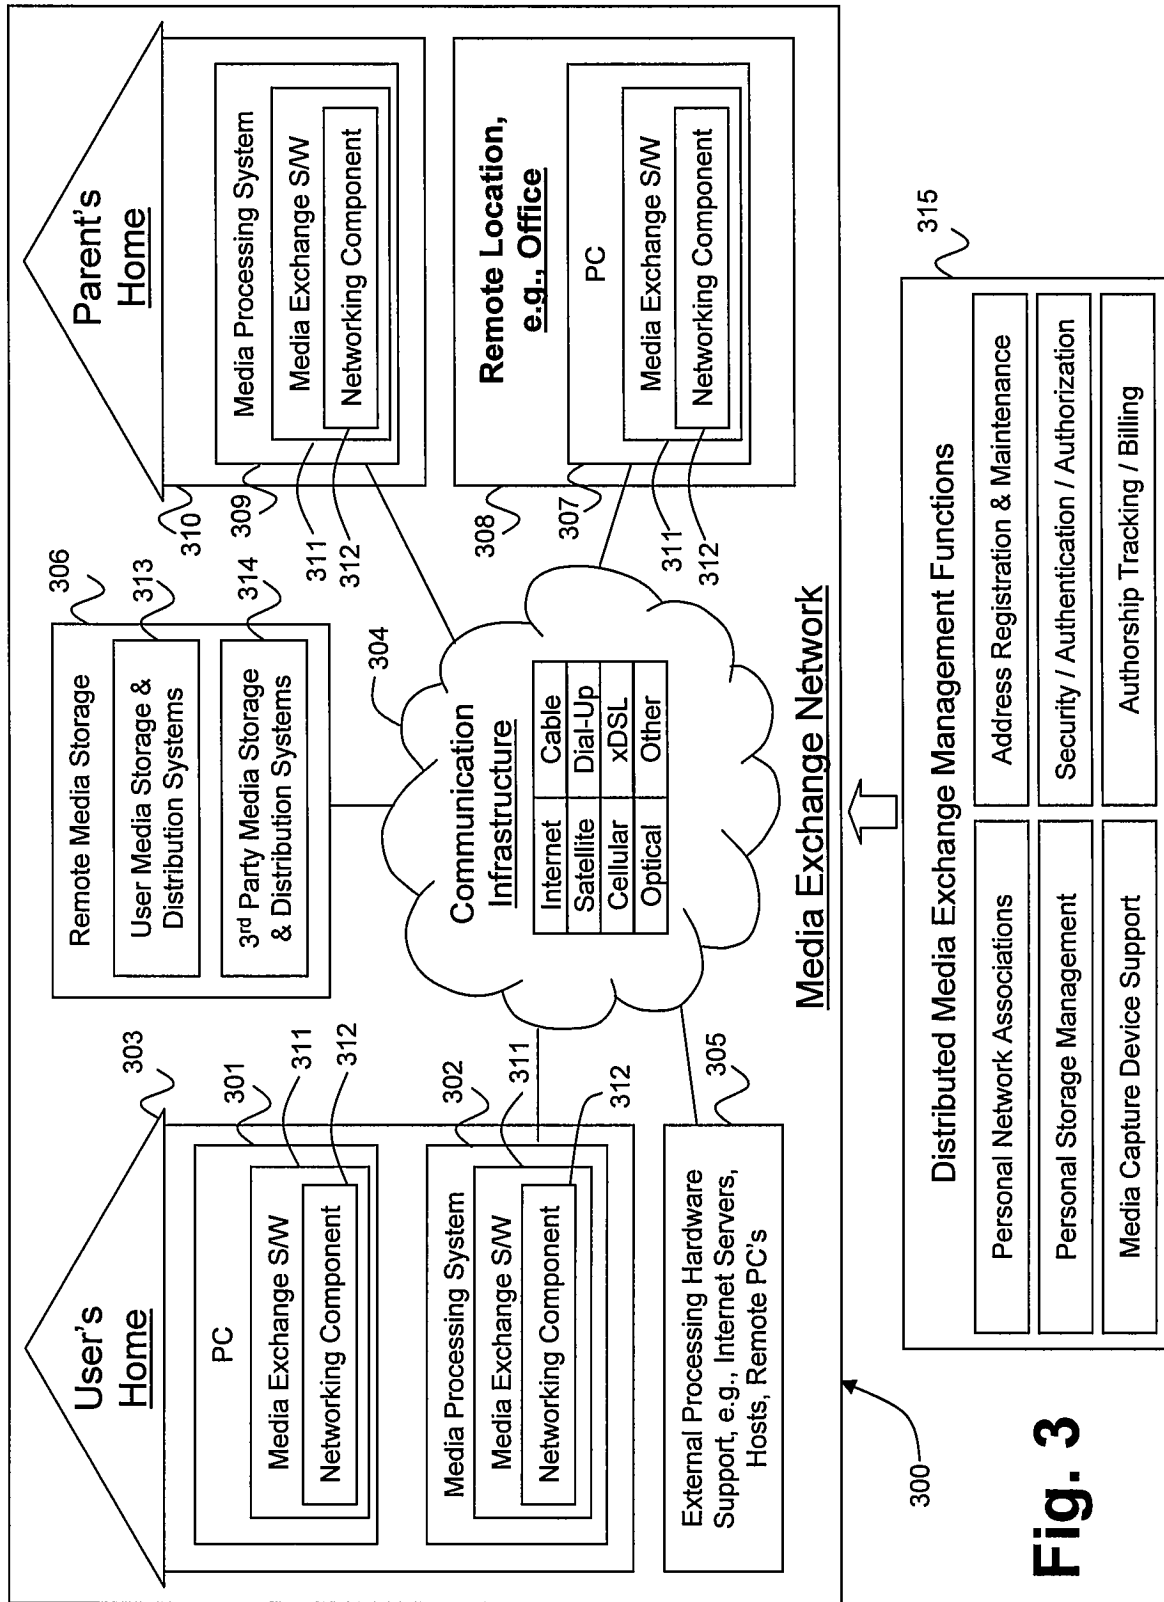 User's
Home
303
PC
301
Media Exchange S/W
311
Networking Component
312
Media Processing System
302
Media Exchange S/W
311
Networking Component
312
External Processing Hardware
Support, e.g., Internet Servers,
Hosts, Remote PC's
305
Remote Media Storage
306
User Media Storage &
Distribution Systems
313
3rd Party Media Storage
& Distribution Systems
314
304
Communication
Infrastructure
Internet Cable
Satellite Dial-Up
Cellular xDSL
Optical Other
Parent's
Home
310
Media Processing System
309
Media Exchange S/W
311
Networking Component
312
Remote Location,
e.g., Office
308
PC
307
Media Exchange S/W
311
Networking Component
312
Media Exchange Network
300
315
Distributed Media Exchange Management Functions
Personal Network Associations
Address Registration & Maintenance
Personal Storage Management
Security / Authentication / Authorization
Media Capture Device Support
Authorship Tracking / Billing
Fig. 3